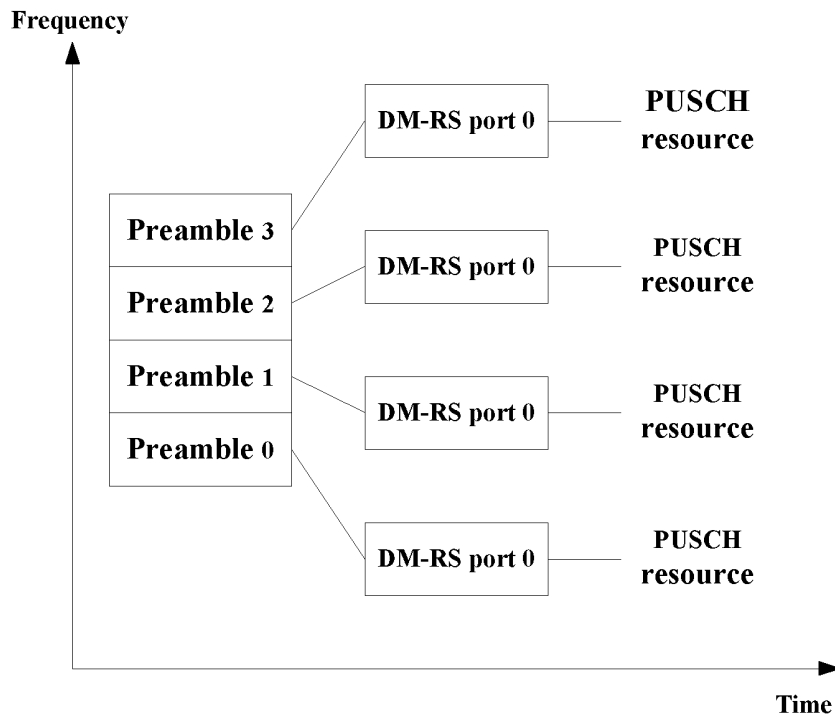 Frequency
DM-RS port 0
PUSCH
resource
Preamble 3
DM-RS port 0
PUSCH
resource
Preamble 2
Preamble 1
DM-RS port 0
PUSCH
resource
Preamble 0
DM-RS port 0
PUSCH
resource
Time